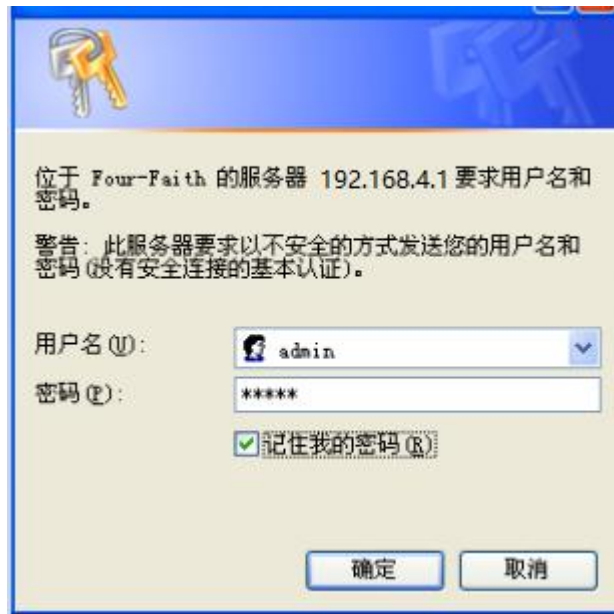 位于 Four-Faith 的服务器 192.168.4.1 要求用户名和
密码。
警告: 此服务器要求以不安全的方式发送您的用户名和
密码(没有安全连接的基本认证)。
用户名(U):
admin
密码(P):
*****
记住我的密码(R)
确定
取消